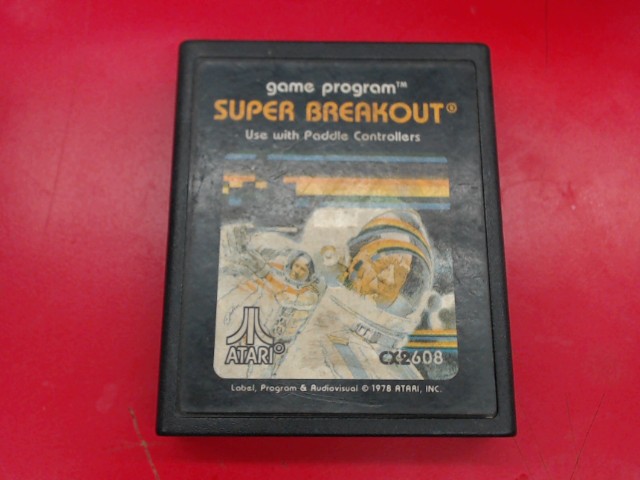 game program™
SUPER BREAKOUT®
Use with Paddle Controllers
ATARI®
CX2608
Label, Program & Audiovisual © 1978 ATARI, INC.